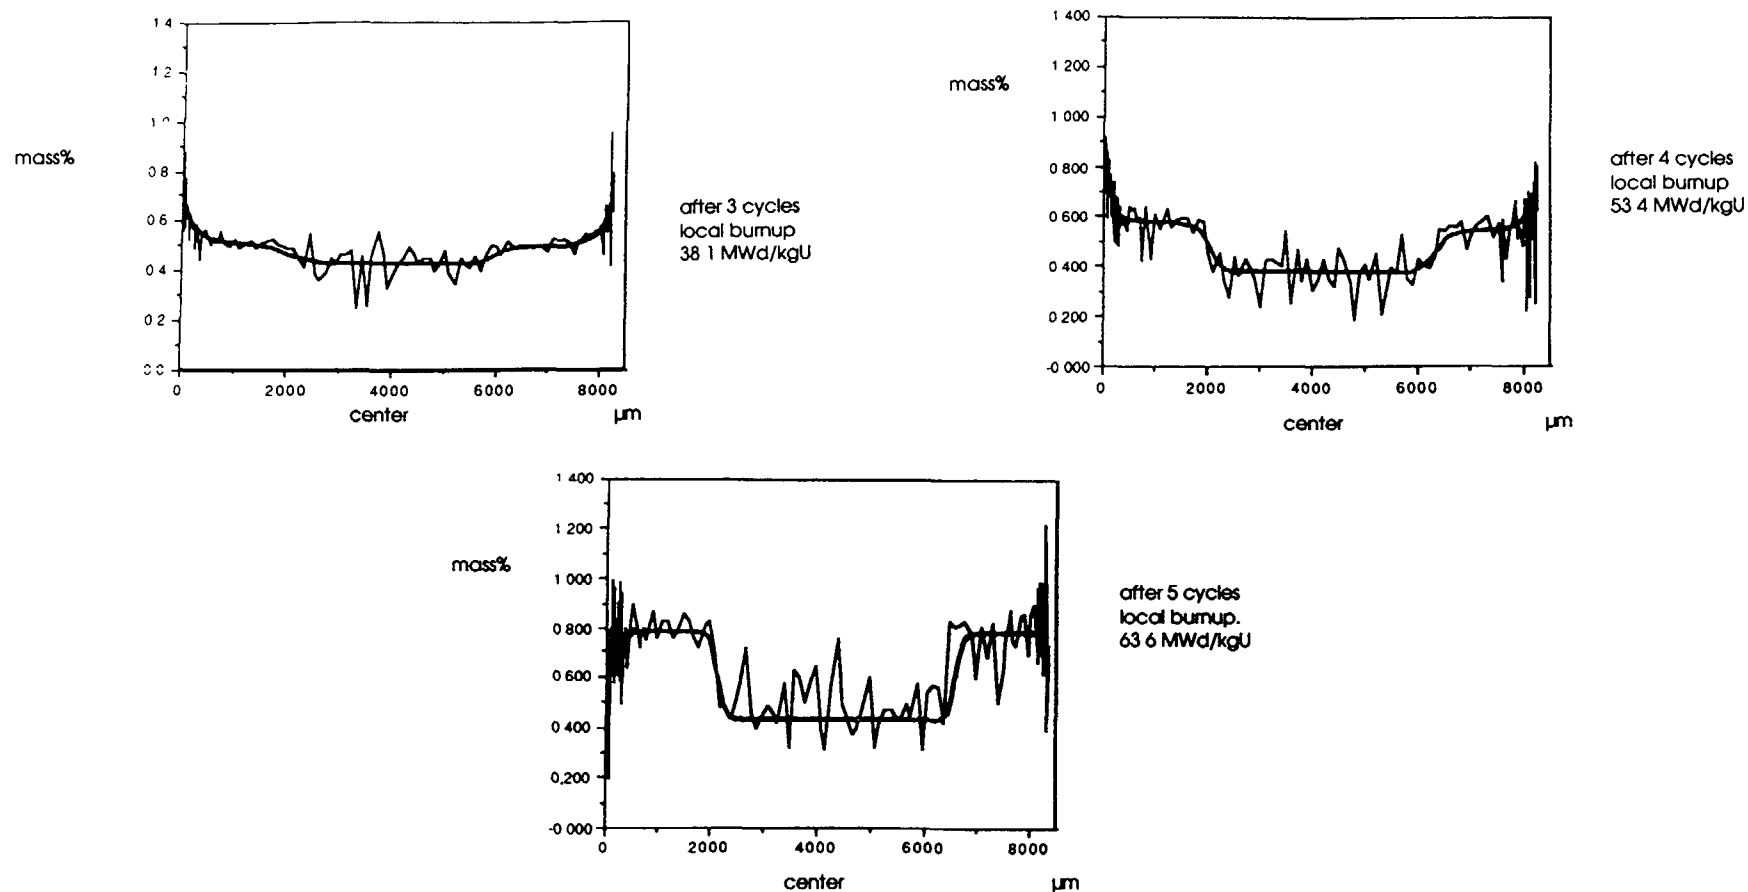 1 4
1 2
1 0
mass%
0 8
0 6
0 4
0 2
0 0
0 2000 4000 6000 8000
center µm
after 3 cycles
local burnup
38 1 MWd/kgU
1 400
1 200
mass%
1 000
0 800
0 600
0 400
0 200
-0 000
0 2000 4000 6000 8000
center µm
after 4 cycles
local burnup
53 4 MWd/kgU
1 400
1 200
mass%
1 000
0 800
0 600
0 400
0,200
-0 000
0 2000 4000 6000 8000
center µm
after 5 cycles
local burnup.
63 6 MWd/kgU